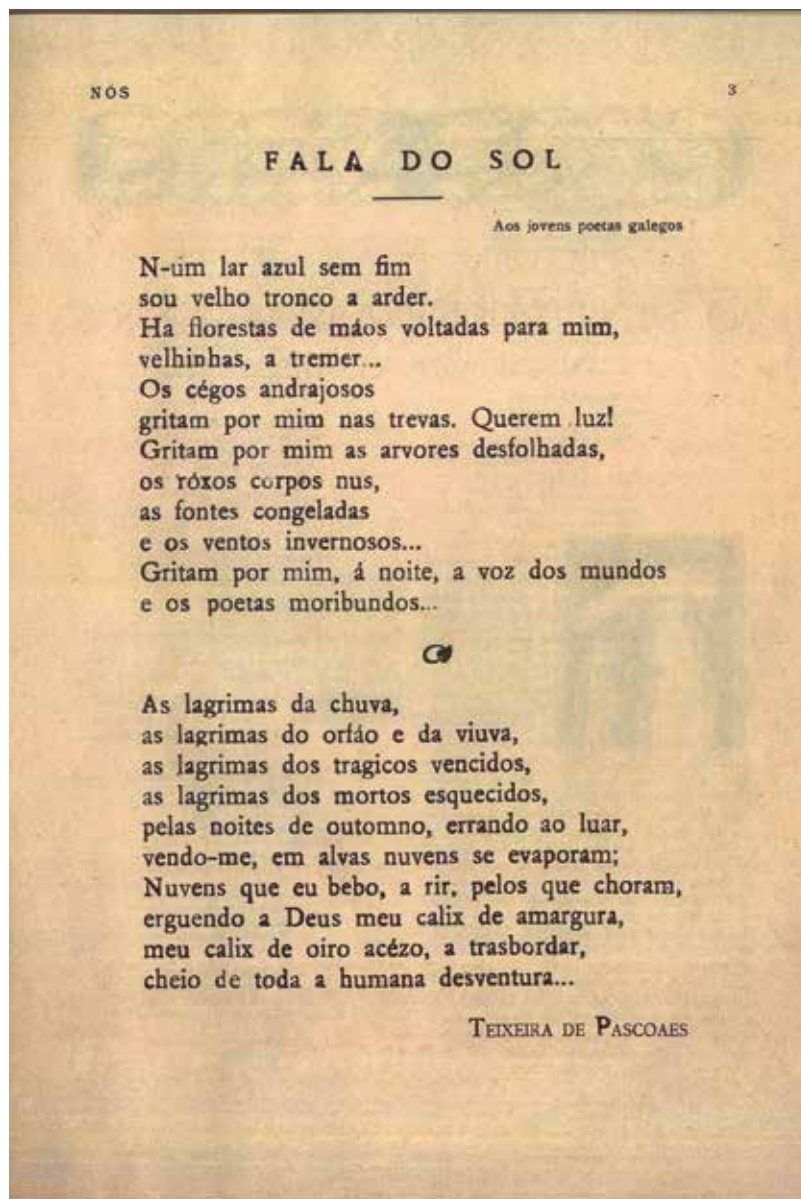 NÓS 3
FALA DO SOL
Aos jovens poetas galegos
N-um lar azul sem fim
sou velho tronco a arder.
Ha florestas de máos voltadas para mim,
velhinhas, a tremer...
Os cégos andrajosos
gritam por mim nas trevas. Querem luz!
Gritam por mim as arvores desfolhadas,
os róxos corpos nus,
as fontes congeladas
e os ventos invernosos...
Gritam por mim, á noite, a voz dos mundos
e os poetas moribundos...
As lagrimas da chuva,
as lagrimas do orfáo e da viuva,
as lagrimas dos tragicos vencidos,
as lagrimas dos mortos esquecidos,
pelas noites de outomno, errando ao luar,
vendo-me, em alvas nuvens se evaporam;
Nuvens que eu bebo, a rir, pelos que choram,
erguendo a Deus meu calix de amargura,
meu calix de oiro acézo, a trasbordar,
cheio de toda a humana desventura...
TEIXEIRA DE PASCOAES